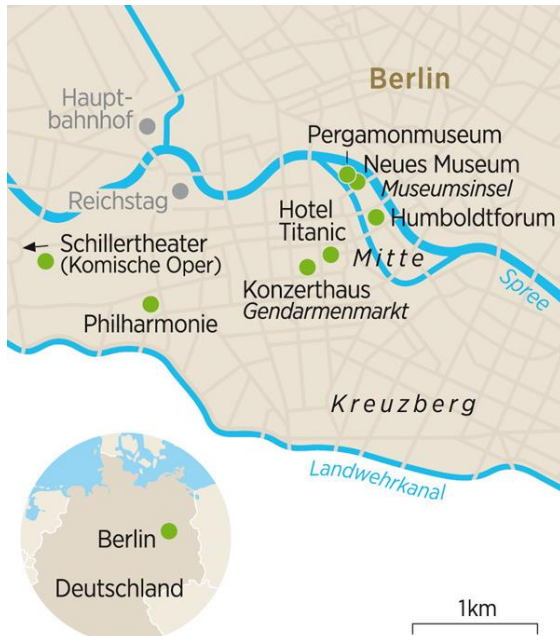 Berlin
Haupt-
bahnhof
Pergamonmuseum
Neues Museum
Museumsinsel
Reichstag
Humboldtforum
Hotel
Titanic
Schillertheater
(Komische Oper)
Mitte
Konzerthaus
Gendarmenmarkt
Spree
Philharmonie
Kreuzberg
Landwehrkanal
Berlin
Deutschland
1km